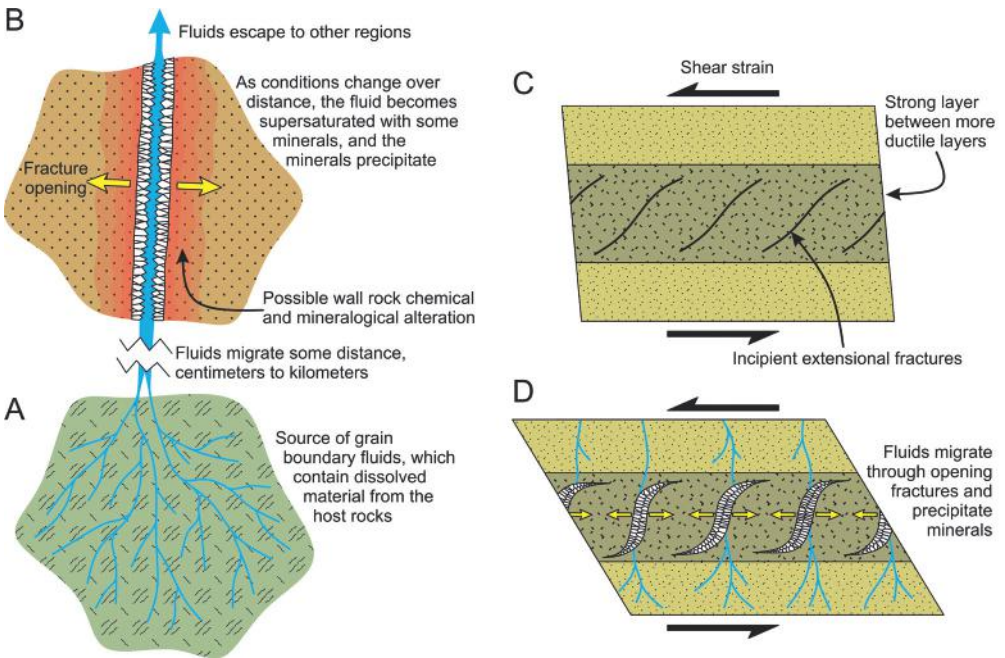 B
Fluids escape to other regions
As conditions change over
distance, the fluid becomes
supersaturated with some
minerals, and the
minerals precipitate
Fracture
opening
Possible wall rock chemical
and mineralogical alteration
Fluids migrate some distance,
centimeters to kilometers
A
Source of grain
boundary fluids, which
contain dissolved
material from the
host rocks
C
Shear strain
Strong layer
between more
ductile layers
Incipient extensional fractures
D
Fluids migrate
through opening
fractures and
precipitate
minerals